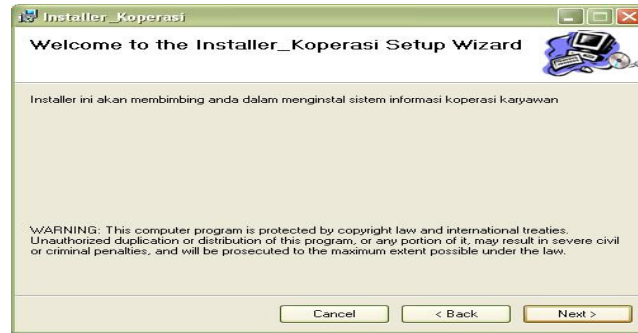 Installer_Koperasi
Welcome to the Installer_Koperasi Setup Wizard
Installer ini akan membimbing anda dalam menginstal sistem informasi koperasi karyawan
WARNING: This computer program is protected by copyright law and international treaties.
Unauthorized duplication or distribution of this program, or any portion of it, may result in severe civil
or criminal penalties, and will be prosecuted to the maximum extent possible under the law.
Cancel < Back Next >